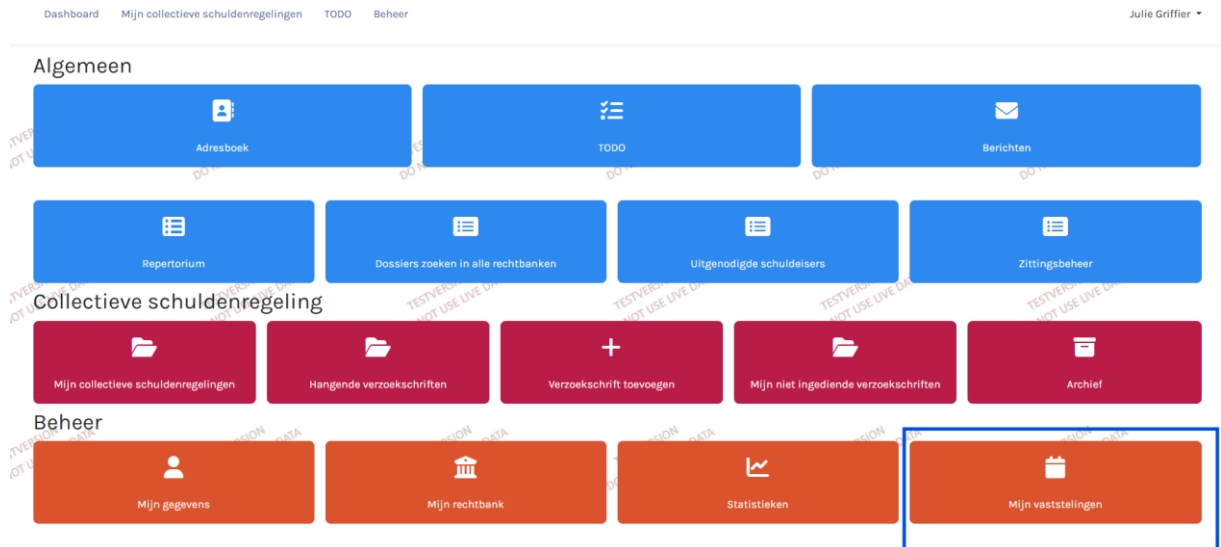 Dashboard Mijn collectieve schuldenregelingen TODO Beheer Julie Griffier
Algemeen
Adresboek TODO Berichten
Repertorium Dossiers zoeken in alle rechtbanken Uitgenodigde schuldeisers Zittingsbeheer
Collectieve schuldenregeling
Mijn collectieve schuldenregelingen Hangende verzoekschriften Verzoekschrift toevoegen Mijn niet ingediende verzoekschriften Archief
Beheer
Mijn gegevens Mijn rechtbank Statistieken Mijn vaststelingen